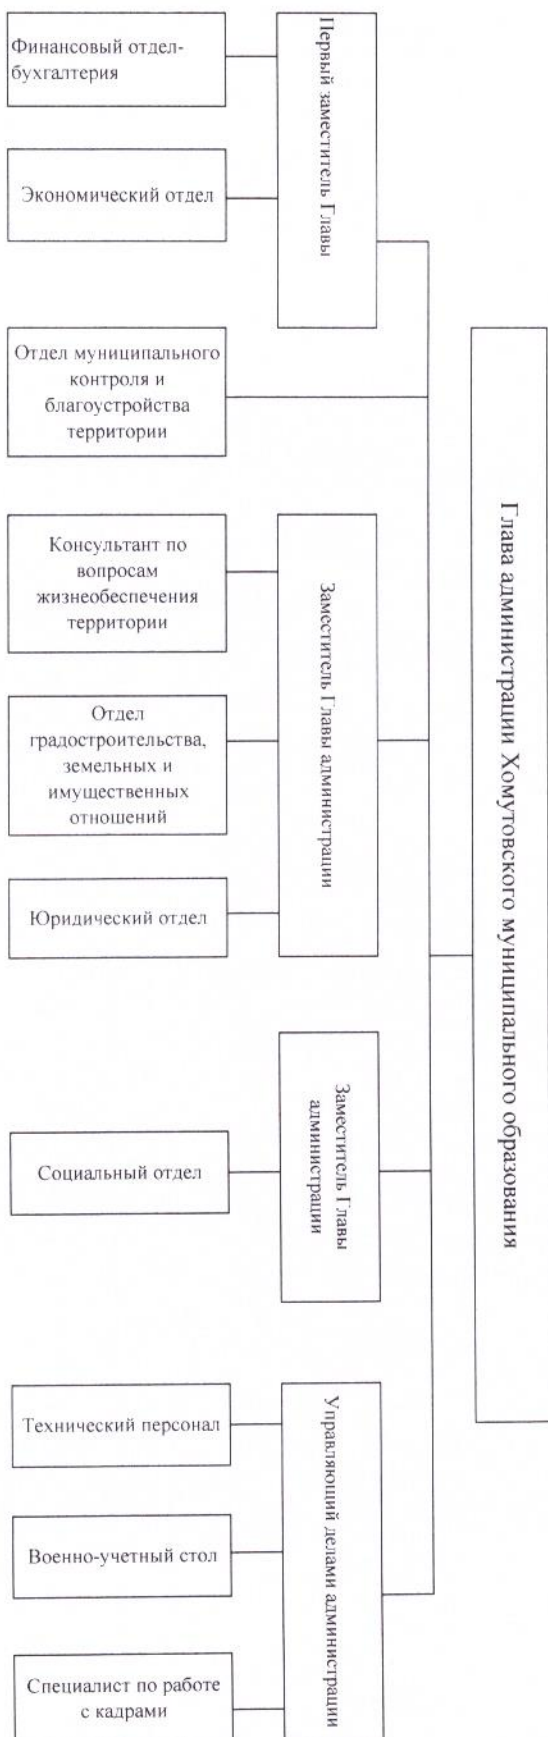 Глава администрации Хомутовского муниципального образования
Первый заместитель Главы
Финансовый отдел-
бухгалтерия
Экономический отдел
Отдел муниципального
контроля и
благоустройства
территории
Заместитель Главы администрации
Консультант по
вопросам
жизнеобеспечения
территории
Отдел
градостроительства,
земельных и
имущественных
отношений
Юридический отдел
Заместитель Главы
администрации
Социальный отдел
Управляющий делами администрации
Технический персонал
Военно-учетный стол
Специалист по работе
с кадрами